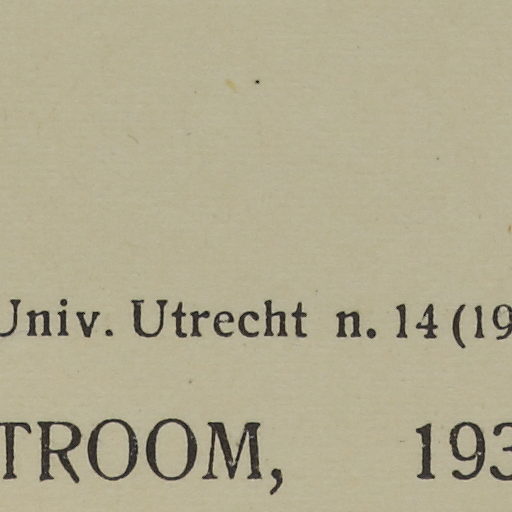 Univ. Utrecht n. 14 (19
TROOM, 193